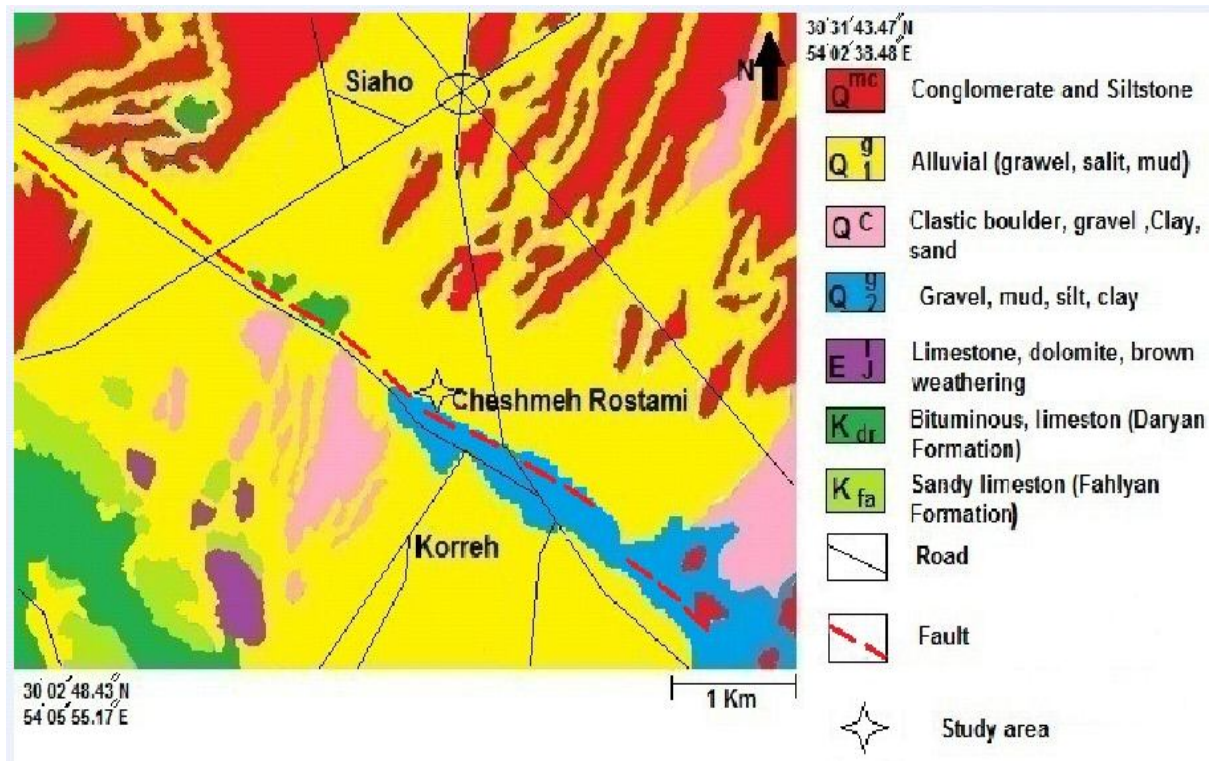 30 31 43.47 N
54 02 38.48 E
N
Siaho
Cheshmeh Rostami
Korreh
30 02 48.43 N
54 05 55.17 E
1 Km
Q mc Conglomerate and Siltstone
Q g 1 Alluvial (grawel, salit, mud)
Q C Clastic boulder, gravel ,Clay,
sand
Q g 2 Gravel, mud, silt, clay
E J Limestone, dolomite, brown
weathering
K dr Bituminous, limeston (Daryan
Formation)
K fa Sandy limeston (Fahlyan
Formation)
Road
Fault
Study area